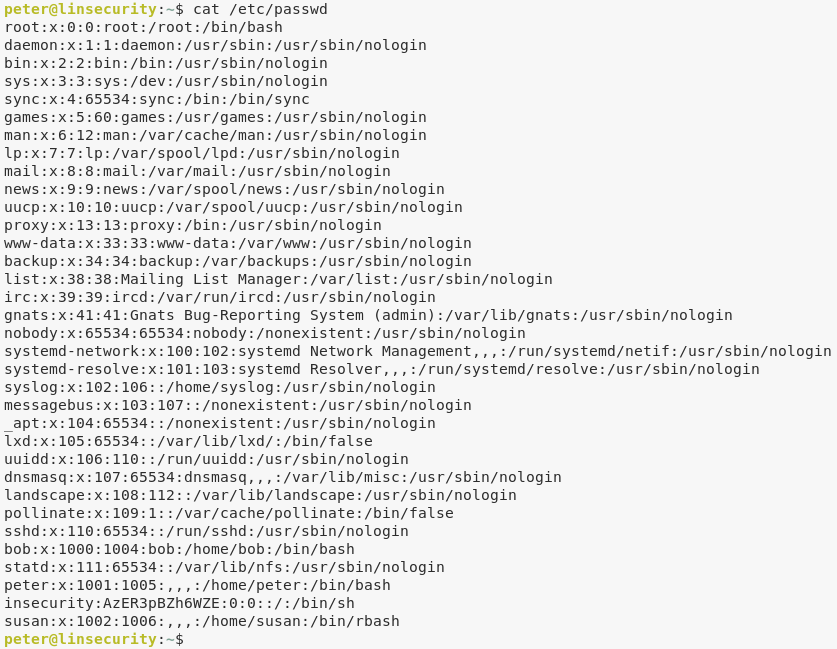 peter@linsecurity:~$ cat /etc/passwd
root:x:0:0:root:/root:/bin/bash
daemon:x:1:1:daemon:/usr/sbin:/usr/sbin/nologin
bin:x:2:2:bin:/bin:/usr/sbin/nologin
sys:x:3:3:sys:/dev:/usr/sbin/nologin
sync:x:4:65534:sync:/bin:/bin/sync
games:x:5:60:games:/usr/games:/usr/sbin/nologin
man:x:6:12:man:/var/cache/man:/usr/sbin/nologin
lp:x:7:7:lp:/var/spool/lpd:/usr/sbin/nologin
mail:x:8:8:mail:/var/mail:/usr/sbin/nologin
news:x:9:9:news:/var/spool/news:/usr/sbin/nologin
uucp:x:10:10:uucp:/var/spool/uucp:/usr/sbin/nologin
proxy:x:13:13:proxy:/bin:/usr/sbin/nologin
www-data:x:33:33:www-data:/var/www:/usr/sbin/nologin
backup:x:34:34:backup:/var/backups:/usr/sbin/nologin
list:x:38:38:Mailing List Manager:/var/list:/usr/sbin/nologin
irc:x:39:39:ircd:/var/run/ircd:/usr/sbin/nologin
gnats:x:41:41:Gnats Bug-Reporting System (admin):/var/lib/gnats:/usr/sbin/nologin
nobody:x:65534:65534:nobody:/nonexistent:/usr/sbin/nologin
systemd-network:x:100:102:systemd Network Management,,,:/run/systemd/netif:/usr/sbin/nologin
systemd-resolve:x:101:103:systemd Resolver,,,:/run/systemd/resolve:/usr/sbin/nologin
syslog:x:102:106::/home/syslog:/usr/sbin/nologin
messagebus:x:103:107::/nonexistent:/usr/sbin/nologin
_apt:x:104:65534::/nonexistent:/usr/sbin/nologin
lxd:x:105:65534::/var/lib/lxd/:/bin/false
uuidd:x:106:110::/run/uuidd:/usr/sbin/nologin
dnsmasq:x:107:65534:dnsmasq,,,:/var/lib/misc:/usr/sbin/nologin
landscape:x:108:112::/var/lib/landscape:/usr/sbin/nologin
pollinate:x:109:1::/var/cache/pollinate:/bin/false
sshd:x:110:65534::/run/sshd:/usr/sbin/nologin
bob:x:1000:1004:bob:/home/bob:/bin/bash
statd:x:111:65534::/var/lib/nfs:/usr/sbin/nologin
peter:x:1001:1005:,,,:/home/peter:/bin/bash
insecurity:AzER3pBZh6WZE:0:0::/:/bin/sh
susan:x:1002:1006:,,,:/home/susan:/bin/rbash
peter@linsecurity:~$